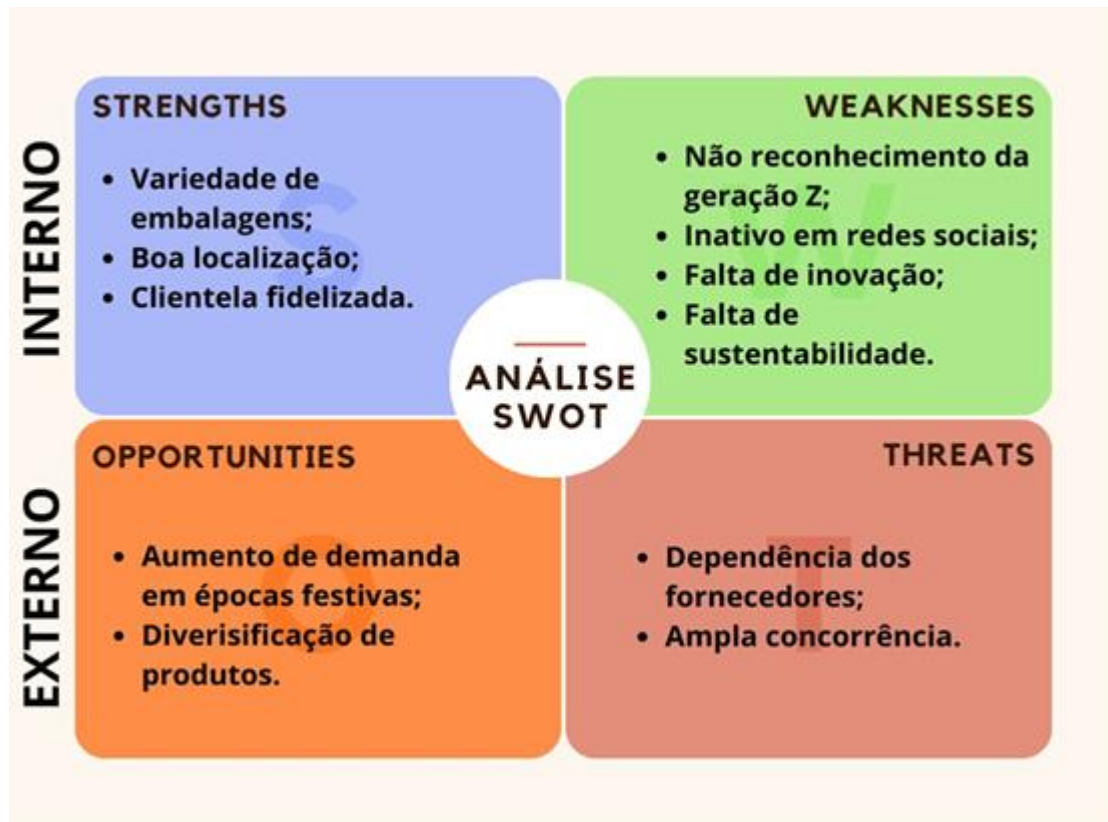 INTERNO
STRENGTHS
• Variedade de
embalagens;
• Boa localização;
• Clientela fidelizada.
S
WEAKNESSES
• Não reconhecimento da
geração Z;
• Inativo em redes sociais;
• Falta de inovação;
• Falta de
sustentabilidade.
W
ANÁLISE
SWOT
EXTERNO
OPPORTUNITIES
• Aumento de demanda
em épocas festivas;
• Diverisificação de
produtos.
O
THREATS
• Dependência dos
fornecedores;
• Ampla concorrência.
T